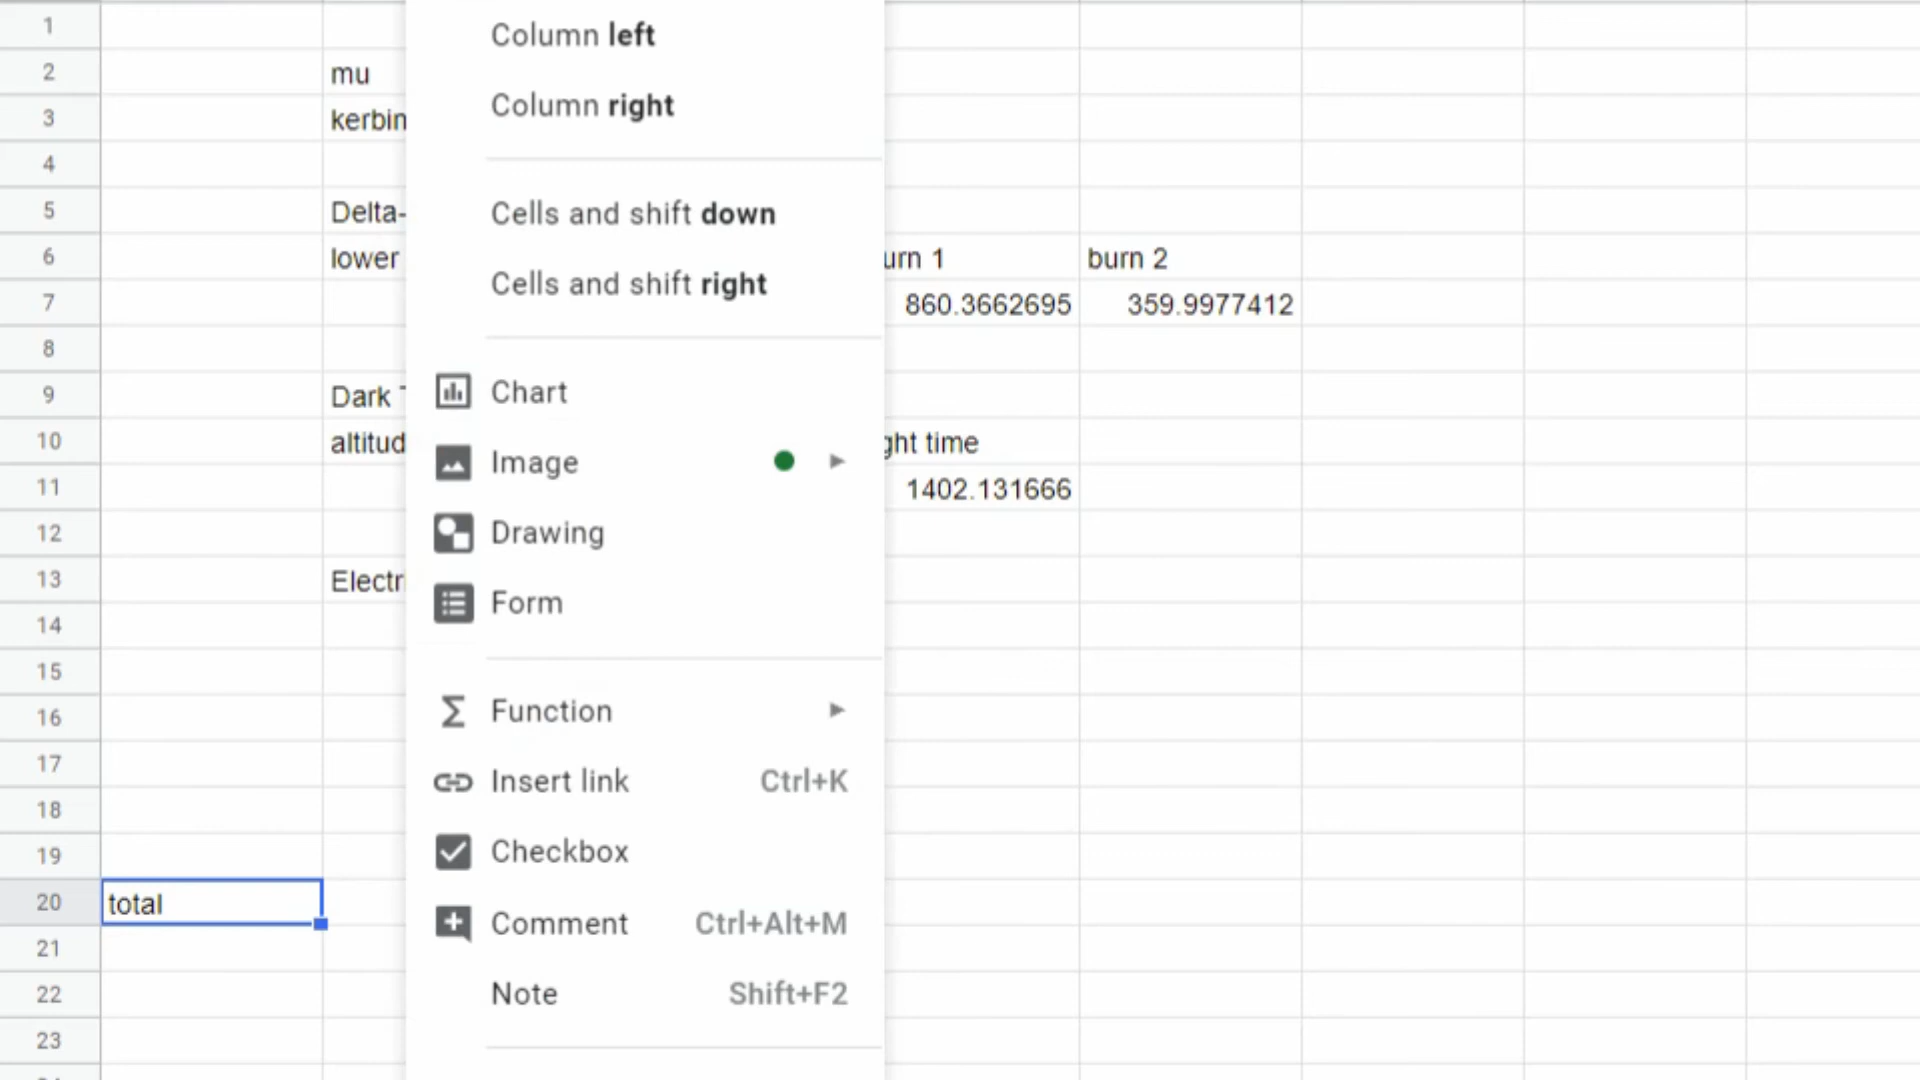 Column left
1
2 mu
Column right
3 kerbin
4
5 Delta-
Cells and shift down
6 lower urn 1 burn 2
Cells and shift right
7 860.3662695 359.9977412
8
9 Dark
Chart
10 altitud ght time
Image
11 1402.131666
12
Drawing
13 Electri
Form
14
15
16
Function
17
Insert link Ctrl+K
18
19
Checkbox
20 total
Comment Ctrl+Alt+M
21
22
Note Shift+F2
23